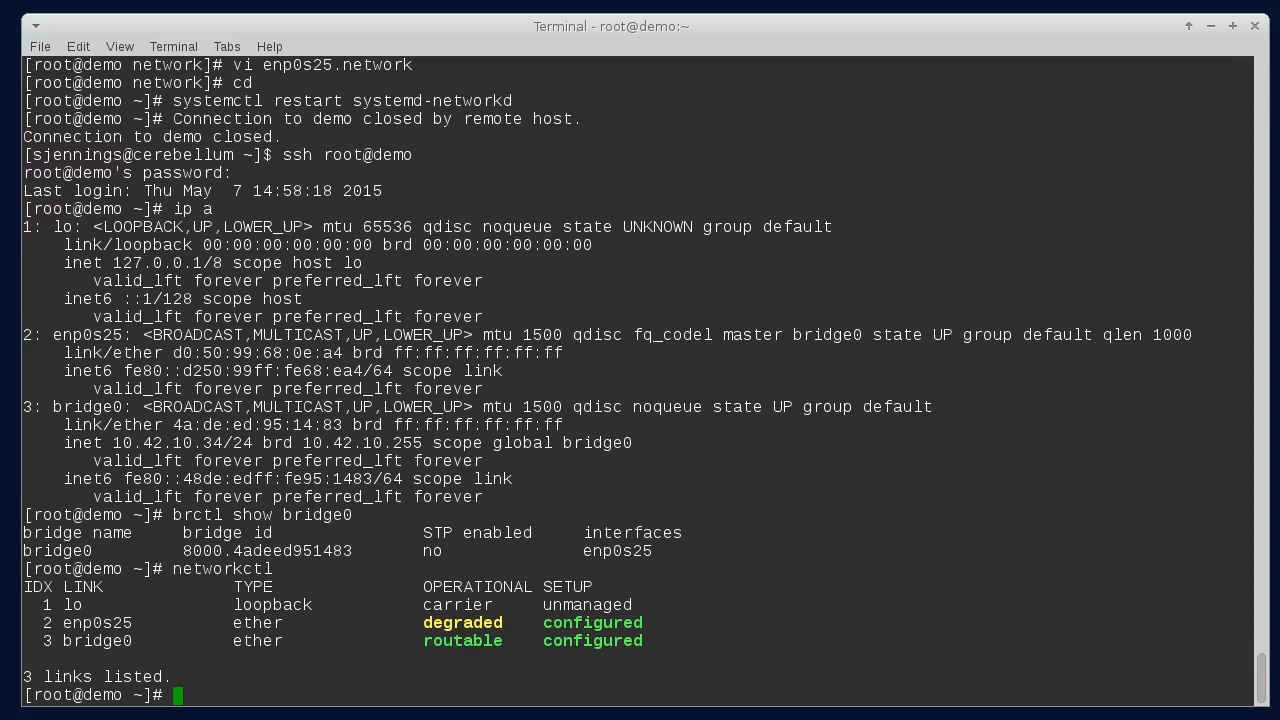 Terminal - root@demo:~
File Edit View Terminal Tabs Help
[root@demo network]# vi enp0s25.network
[root@demo network]# cd
[root@demo ~]# systemctl restart systemd-networkd
[root@demo ~]# Connection to demo closed by remote host.
Connection to demo closed.
[sjennings@cerebellum ~]$ ssh root@demo
root@demo's password:
Last login: Thu May  7 14:58:18 2015
[root@demo ~]# ip a
1: lo: <LOOPBACK,UP,LOWER_UP> mtu 65536 qdisc noqueue state UNKNOWN group default
    link/loopback 00:00:00:00:00:00 brd 00:00:00:00:00:00
    inet 127.0.0.1/8 scope host lo
       valid_lft forever preferred_lft forever
    inet6 ::1/128 scope host
       valid_lft forever preferred_lft forever
2: enp0s25: <BROADCAST,MULTICAST,UP,LOWER_UP> mtu 1500 qdisc fq_codel master bridge0 state UP group default qlen 1000
    link/ether d0:50:99:68:0e:a4 brd ff:ff:ff:ff:ff:ff
    inet6 fe80::d250:99ff:fe68:ea4/64 scope link
       valid_lft forever preferred_lft forever
3: bridge0: <BROADCAST,MULTICAST,UP,LOWER_UP> mtu 1500 qdisc noqueue state UP group default
    link/ether 4a:de:ed:95:14:83 brd ff:ff:ff:ff:ff:ff
    inet 10.42.10.34/24 brd 10.42.10.255 scope global bridge0
       valid_lft forever preferred_lft forever
    inet6 fe80::48de:edff:fe95:1483/64 scope link
       valid_lft forever preferred_lft forever
[root@demo ~]# brctl show bridge0
bridge name     bridge id               STP enabled     interfaces
bridge0         8000.4adeed951483       no              enp0s25
[root@demo ~]# networkctl
IDX LINK             TYPE               OPERATIONAL SETUP
  1 lo               loopback           carrier     unmanaged
  2 enp0s25          ether              degraded    configured
  3 bridge0          ether              routable    configured
3 links listed.
[root@demo ~]#